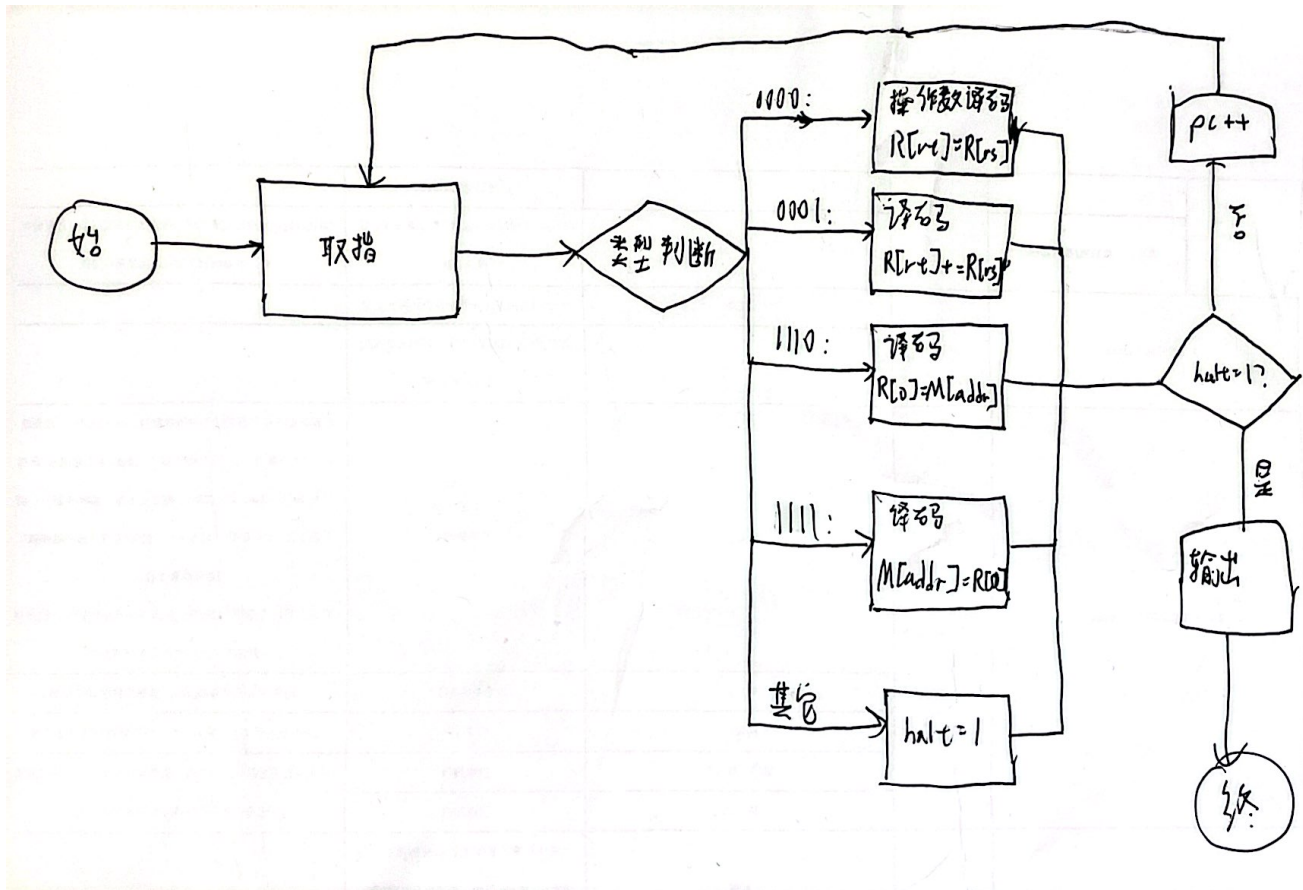 始
取指
类型判断
0000:
操作数译码
R[rt]=R[rs]
0001:
译码
R[rt]+=R[rs]
1110:
译码
R[0]=M[addr]
1111:
译码
M[addr]=R[0]
其它
halt=1
halt=1?
否
pc++
是
输出
终